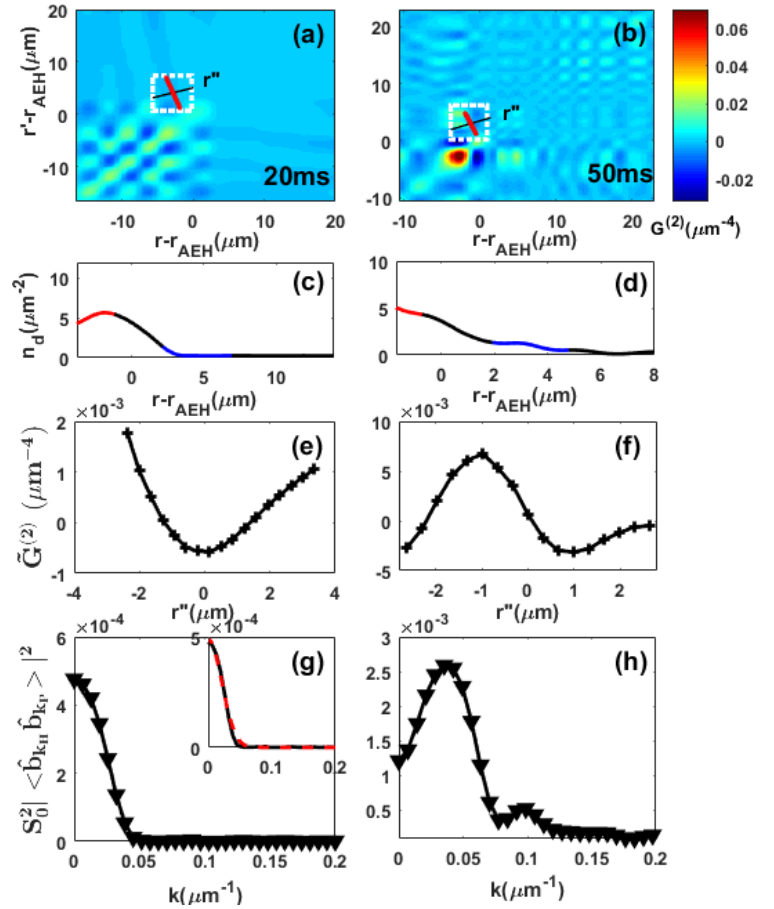 (a)
r'-r_AEH(μm)
20
10
0
-10
r''
20ms
-10 0 10 20
r-r_AEH(μm)
(b)
20
10
0
-10
r''
50ms
-10 0 10 20
r-r_AEH(μm)
0.06
0.04
0.02
0
-0.02
G^(2)(μm^-4)
(c)
n_d(μm^-2)
10
5
0
0 5 10
r-r_AEH(μm)
(d)
10
5
0
0 2 4 6 8
r-r_AEH(μm)
×10^-3
(e)
G̃^(2) (μm^-4)
2
1
0
-1
-4 -2 0 2 4
r''(μm)
×10^-3
(f)
10
5
0
-5
-2 -1 0 1 2
r''(μm)
×10^-4
(g)
S_0^2|<b̂_kH b̂_kP>|^2
6
4
2
0
0 0.05 0.1 0.15 0.2
k(μm^-1)
×10^-4
5
0
0 0.1 0.2
×10^-3
(h)
3
2.5
2
1.5
1
0.5
0 0.05 0.1 0.15 0.2
k(μm^-1)